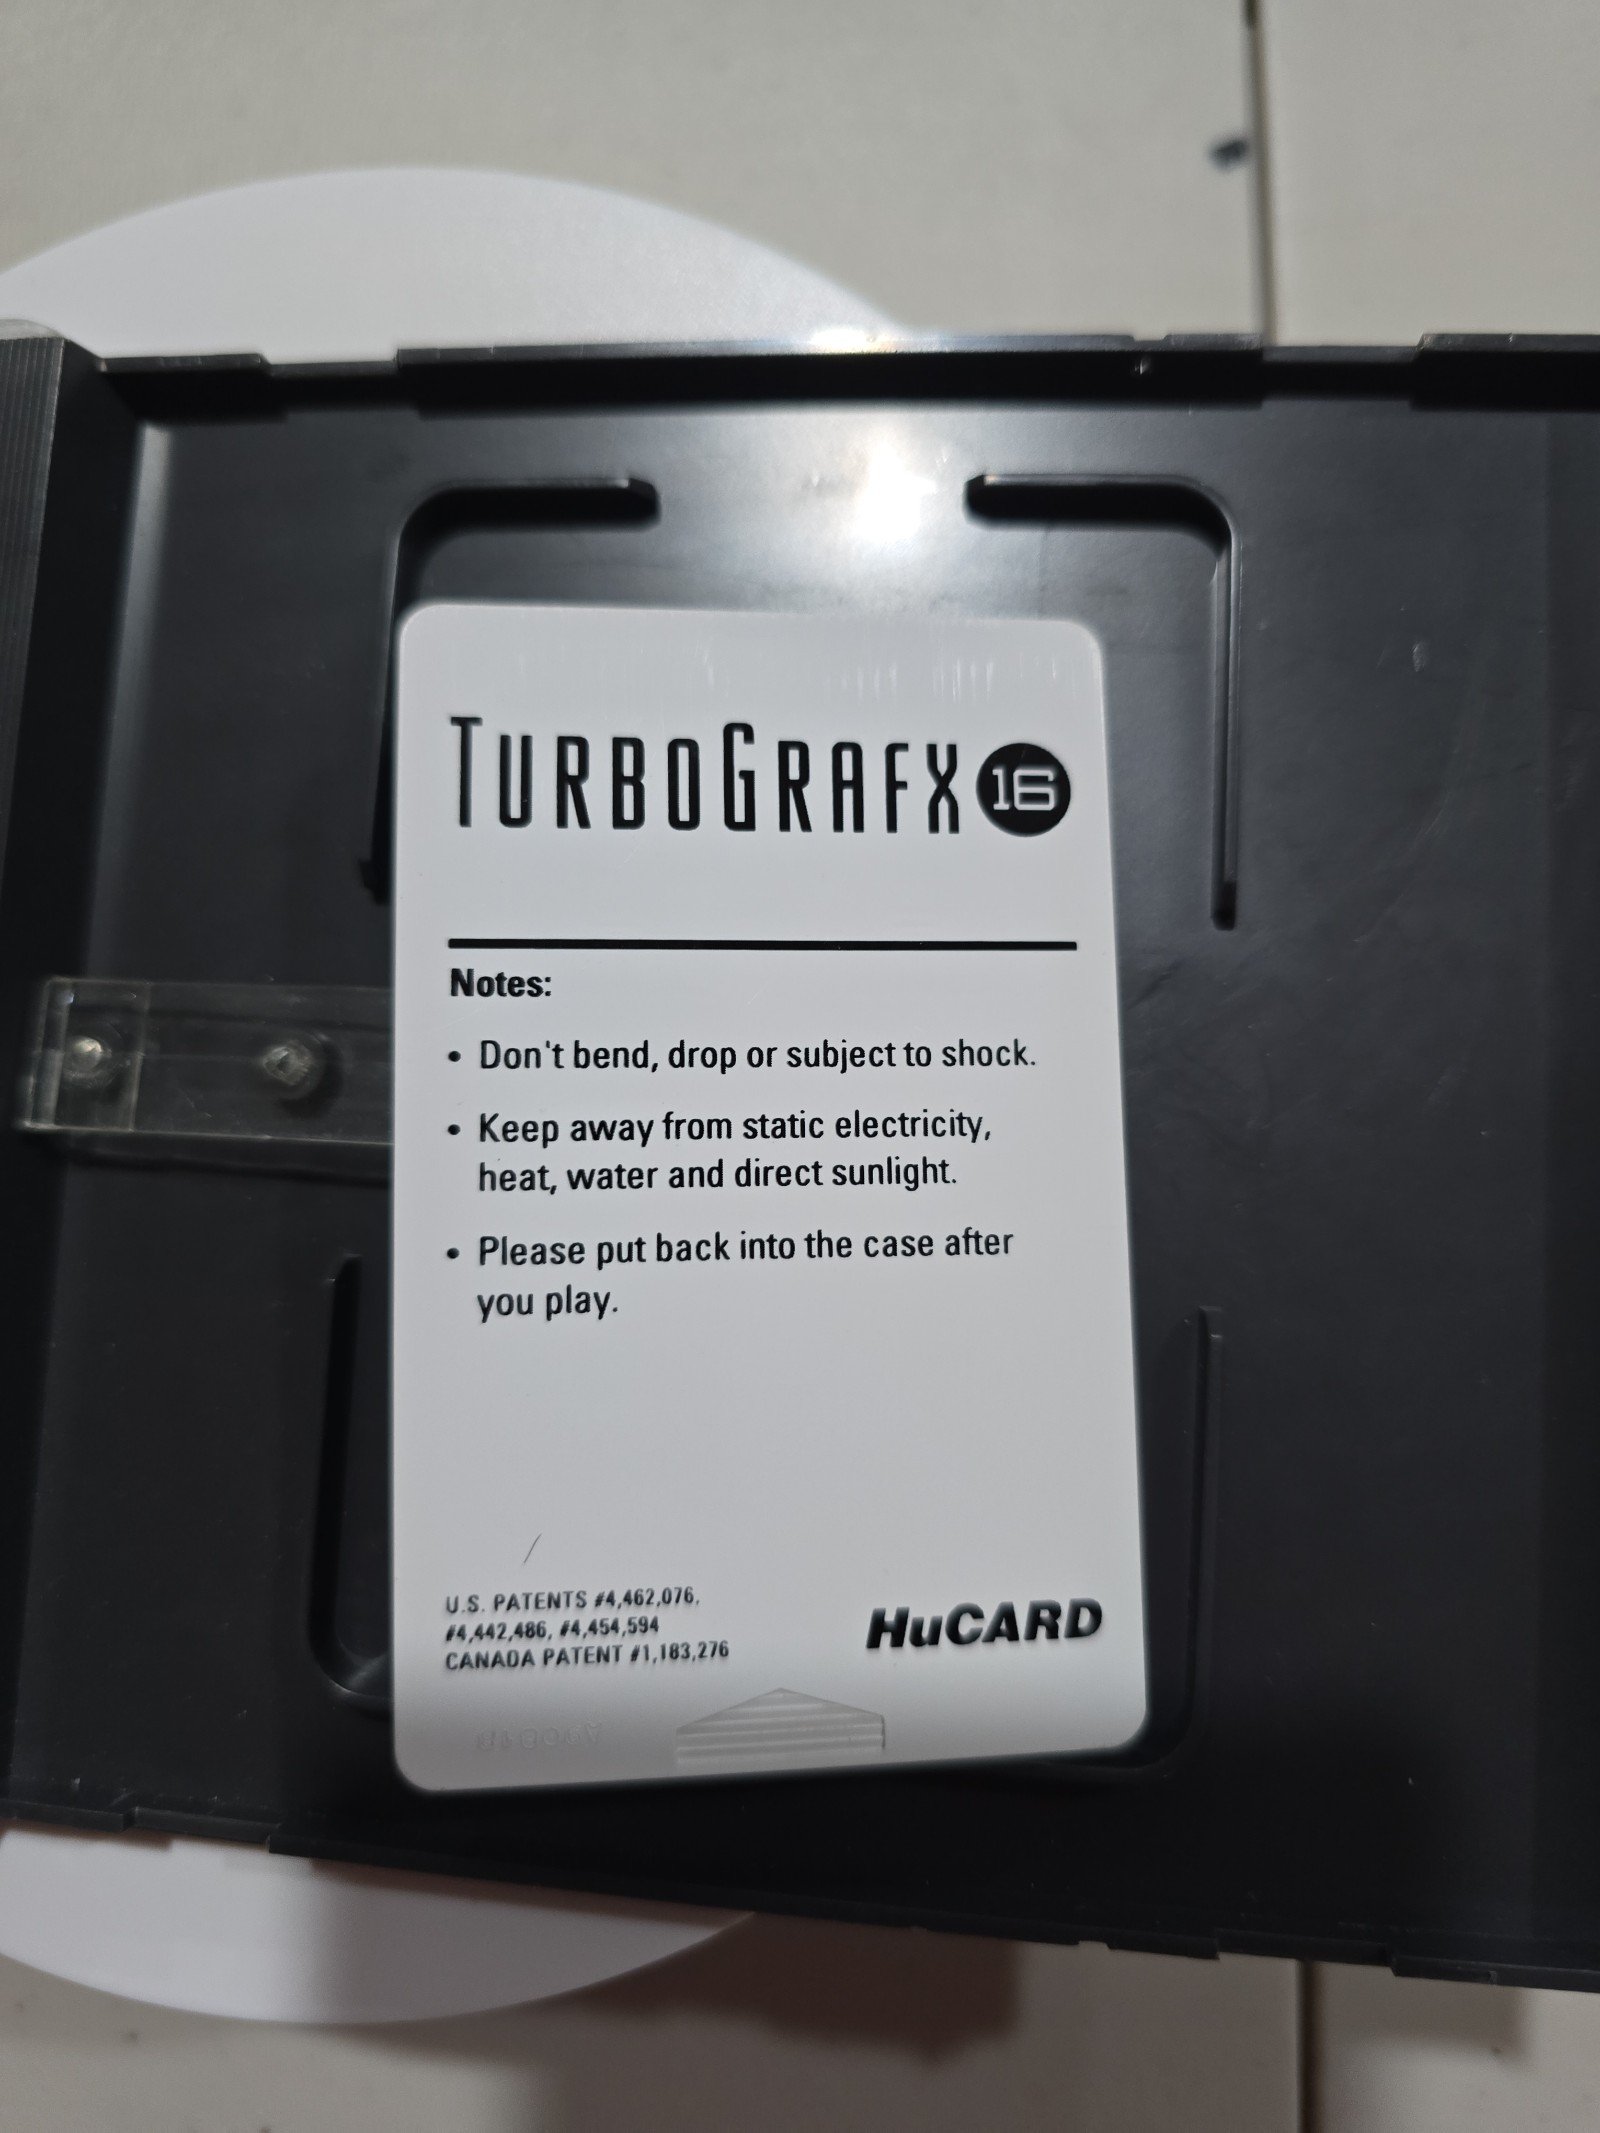 TURBOGRAFX 16
Notes:
• Don't bend, drop or subject to shock.
• Keep away from static electricity,
heat, water and direct sunlight.
• Please put back into the case after
you play.
U.S. PATENTS #4,462,076,
#4,442,486, #4,454,594
CANADA PATENT #1,183,276
HuCARD